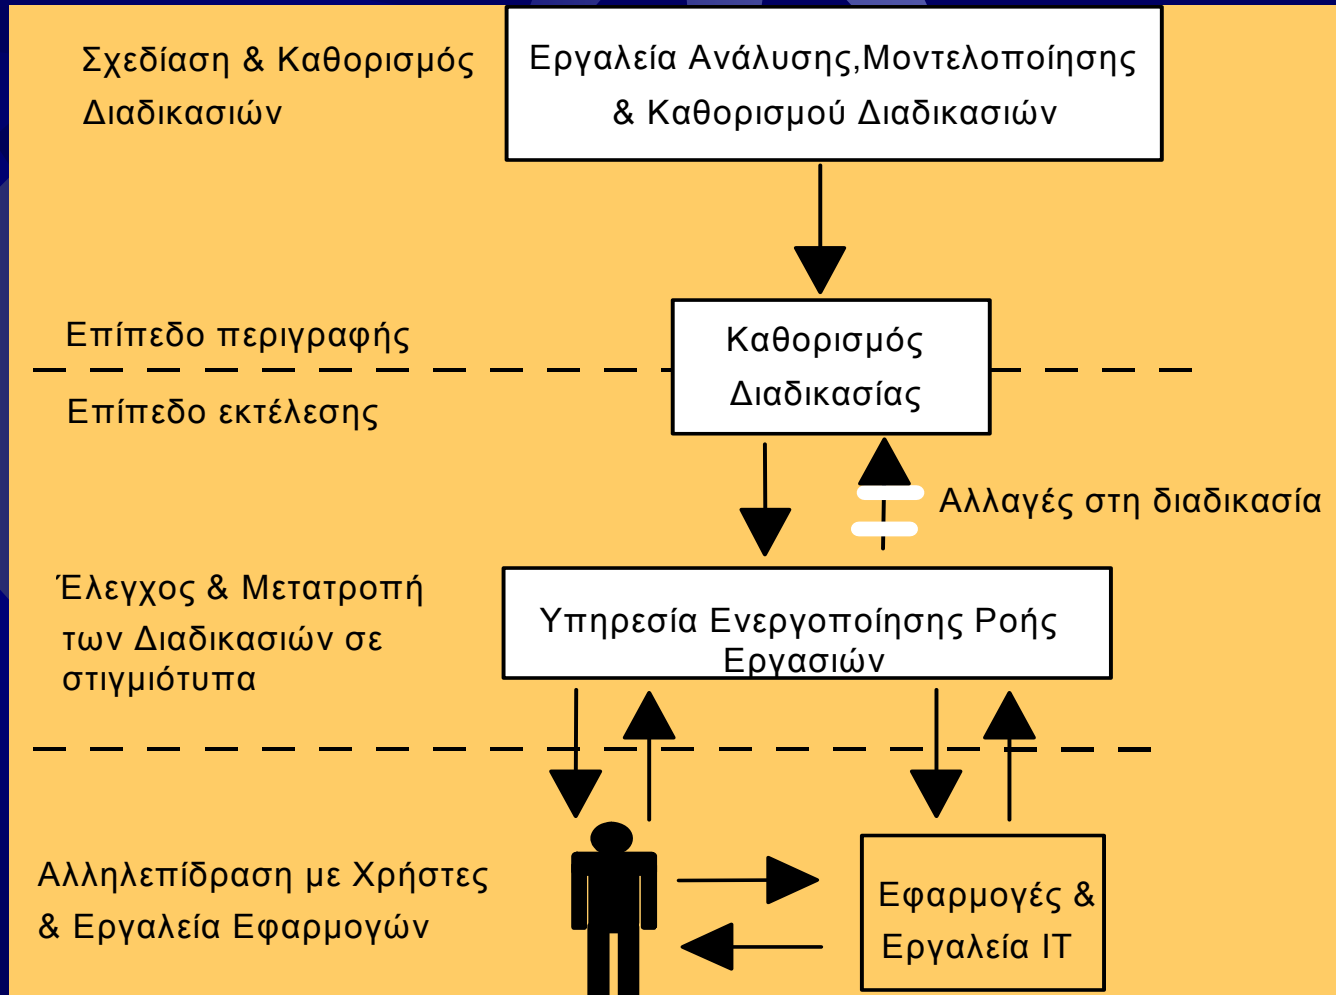 Σχεδίαση & Καθορισμός
Διαδικασιών
Εργαλεία Ανάλυσης,Μοντελοποίησης
& Καθορισμού Διαδικασιών
Επίπεδο περιγραφής
Καθορισμός
Διαδικασίας
Επίπεδο εκτέλεσης
Αλλαγές στη διαδικασία
Έλεγχος & Μετατροπή
των Διαδικασιών σε
στιγμιότυπα
Υπηρεσία Ενεργοποίησης Ροής
Εργασιών
Αλληλεπίδραση με Χρήστες
& Εργαλεία Εφαρμογών
Εφαρμογές &
Εργαλεία IT